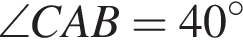 ∠CAB = 40°